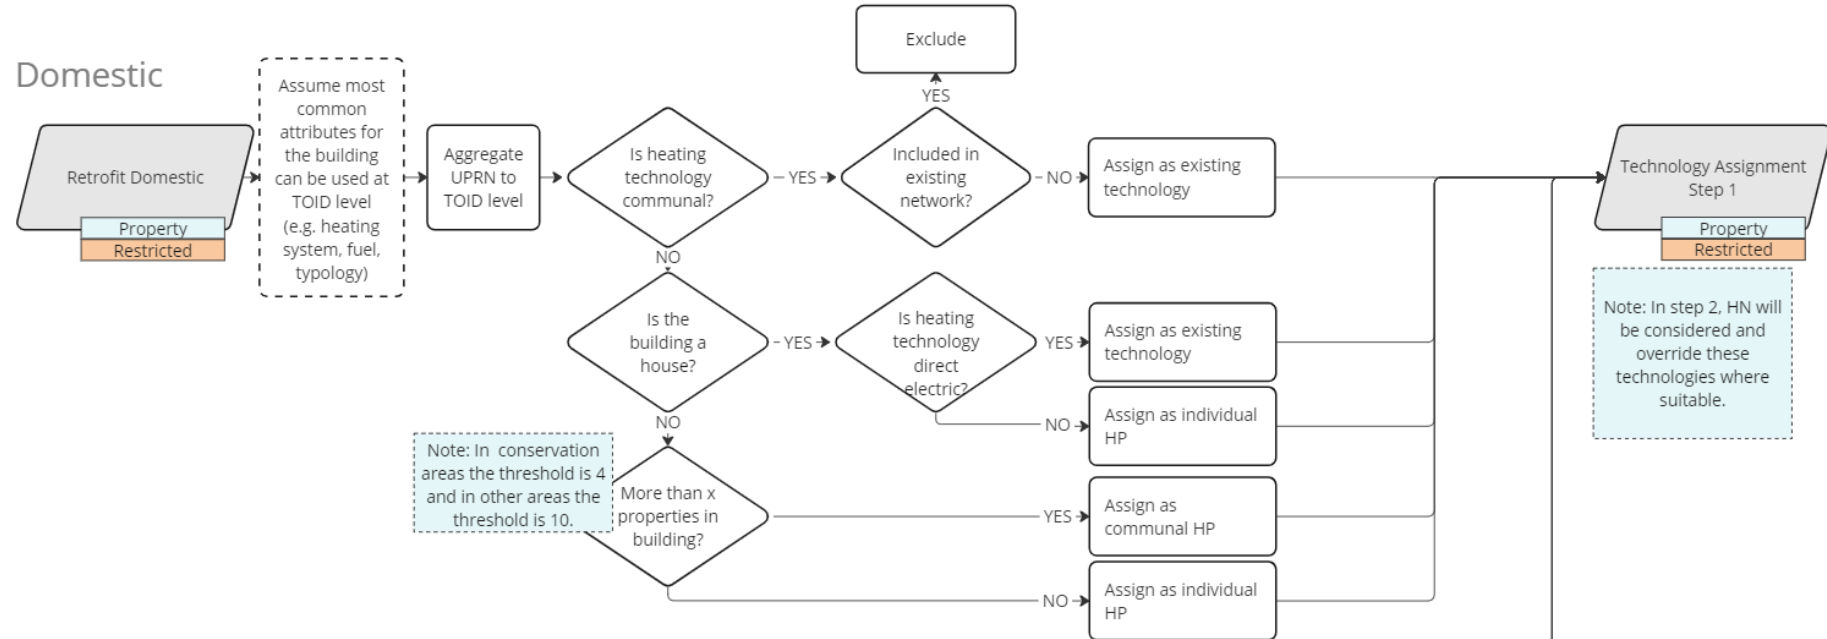 Domestic
Retrofit Domestic
Property
Restricted
Assume most
common
attributes for
the building
can be used at
TOID level
(e.g. heating
system, fuel,
typology)
Aggregate
UPRN to
TOID level
Is heating
technology
communal?
YES
Included in
existing
network?
YES
Exclude
NO
Assign as existing
technology
NO
Is the
building a
house?
YES
Is heating
technology
direct
electric?
YES
Assign as existing
technology
NO
Assign as individual
HP
NO
Note: In  conservation
areas the threshold is 4
and in other areas the
threshold is 10.
More than x
properties in
building?
YES
Assign as
communal HP
NO
Assign as individual
HP
Technology Assignment
Step 1
Property
Restricted
Note: In step 2, HN will
be considered and
override these
technologies where
suitable.